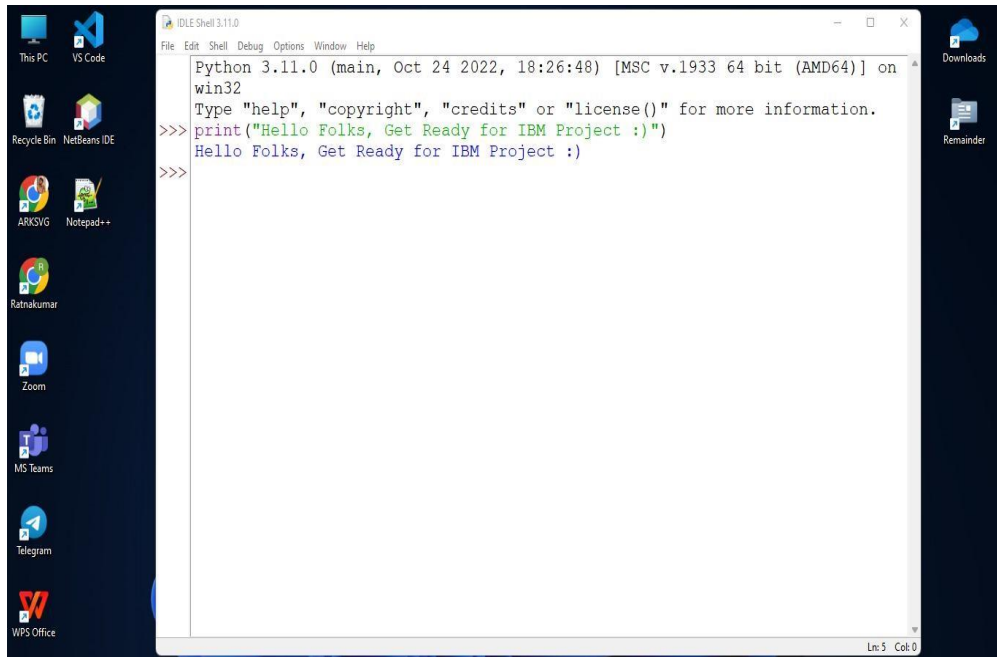 This PC
VS Code
Recycle Bin
NetBeans IDE
ARKSVG
Notepad++
Ratnakumar
Zoom
MS Teams
Telegram
WPS Office
IDLE Shell 3.11.0
File Edit Shell Debug Options Window Help
Python 3.11.0 (main, Oct 24 2022, 18:26:48) [MSC v.1933 64 bit (AMD64)] on
win32
Type "help", "copyright", "credits" or "license()" for more information.
>>> print("Hello Folks, Get Ready for IBM Project :)")
Hello Folks, Get Ready for IBM Project :)
>>>
Ln: 5 Col: 0
Downloads
Remainder